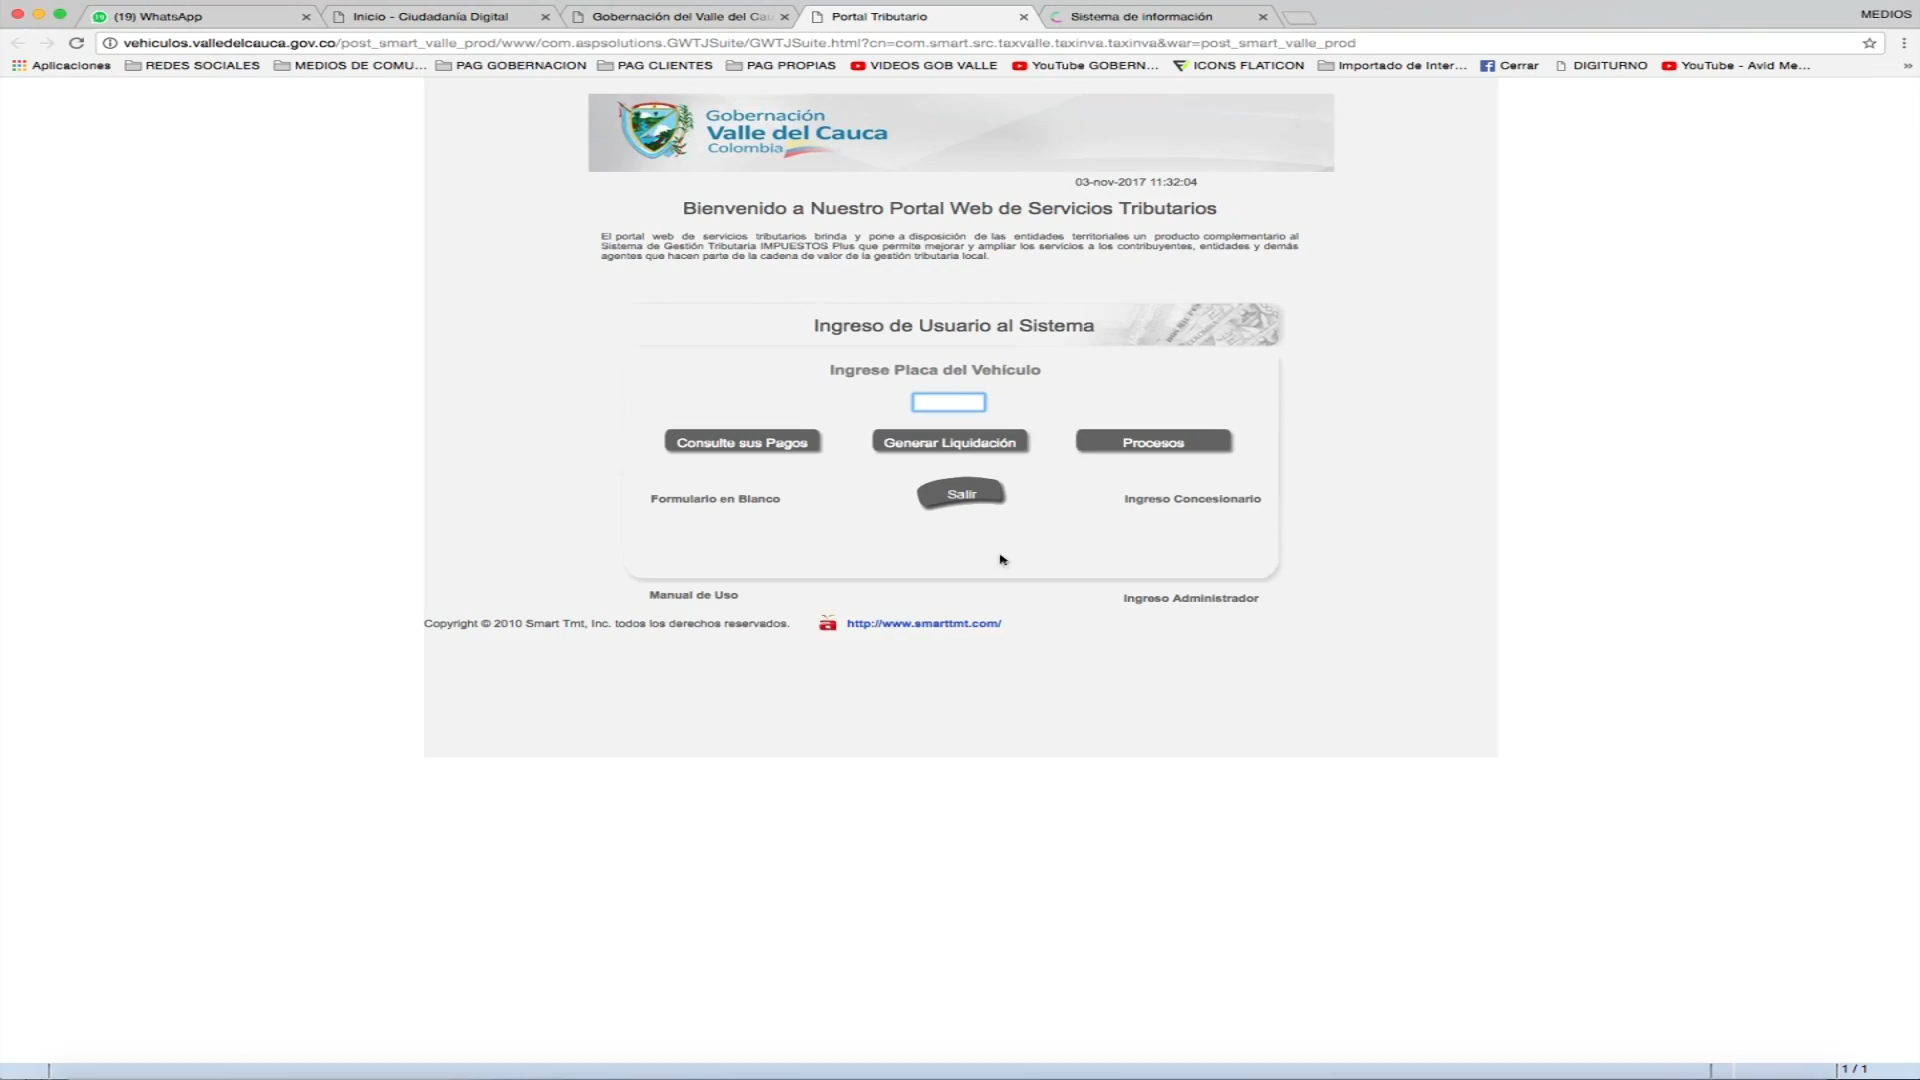 (19) WhatsApp
Inicio - Ciudadanía Digital
Gobernación del Valle del Cau
Portal Tributario
Sistema de información
MEDIOS
vehiculos.valledelcauca.gov.co/post_smart_valle_prod/www/com.aspsolutions.GWTJSuite/GWTJSuite.html?cn=com.smart.src.taxvalle.taxinva.taxinva&war=post_smart_valle_prod
Aplicaciones
REDES SOCIALES
MEDIOS DE COMU...
PAG GOBERNACION
PAG CLIENTES
PAG PROPIAS
VIDEOS GOB VALLE
YouTube GOBERN...
ICONS FLATICON
Importado de Inter...
Cerrar
DIGITURNO
YouTube - Avid Me...
»
Gobernación
Valle del Cauca
Colombia
03-nov-2017 11:32:04
Bienvenido a Nuestro Portal Web de Servicios Tributarios
El portal web de servicios tributarios brinda y pone a disposición de las entidades territoriales un producto complementario al
Sistema de Gestión Tributaria IMPUESTOS Plus que permite mejorar y ampliar los servicios a los contribuyentes, entidades y demás
agentes que hacen parte de la cadena de valor de la gestión tributaria local.
Ingreso de Usuario al Sistema
Ingrese Placa del Vehículo
Consulte sus Pagos
Generar Liquidación
Procesos
Formulario en Blanco
Salir
Ingreso Concesionario
Manual de Uso
Ingreso Administrador
Copyright © 2010 Smart Tmt, Inc. todos los derechos reservados.
http://www.smarttmt.com/
1 / 1